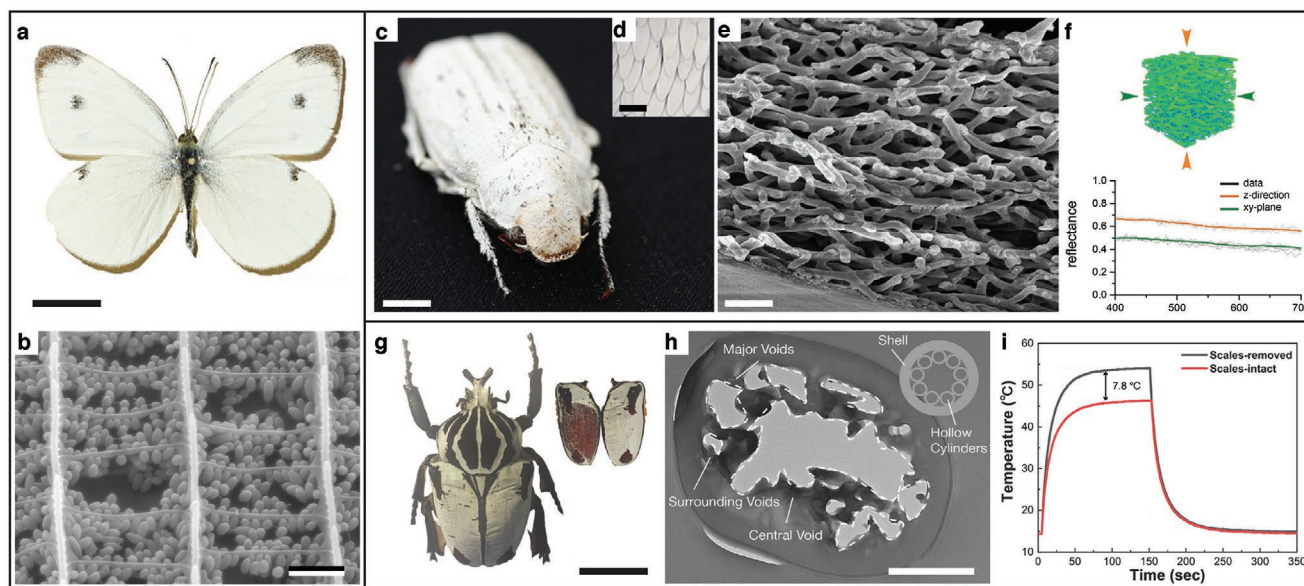 a
b
c
d
e
f
data
z-direction
xy-plane
reflectance
1.0
0.8
0.6
0.4
0.2
0.0
400 500 600 70
g
h
Major Voids
Shell
Hollow
Cylinders
Surrounding Voids
Central Void
i
Scales-removed
Scales-intact
7.8 °C
Temperature (°C)
60
50
40
30
20
10
0 50 100 150 200 250 300 350
Time (sec)